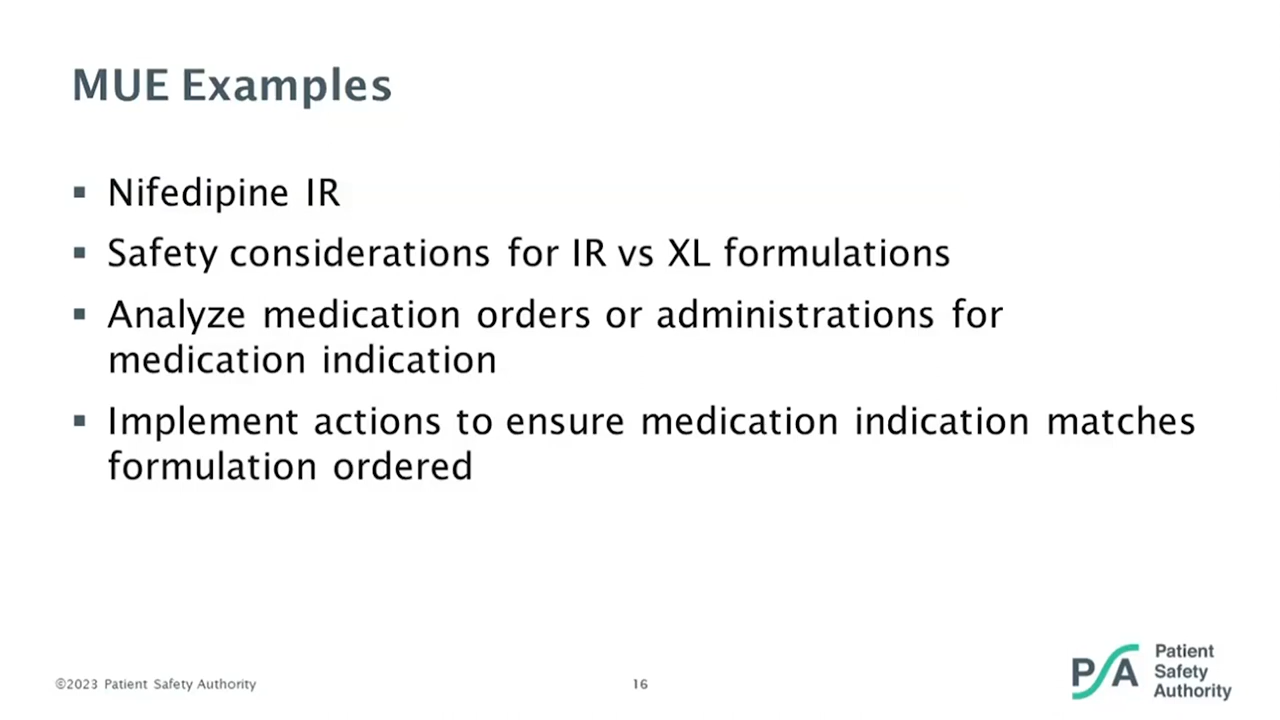 MUE Examples
▪ Nifedipine IR
▪ Safety considerations for IR vs XL formulations
▪ Analyze medication orders or administrations for
medication indication
▪ Implement actions to ensure medication indication matches
formulation ordered
©2023 Patient Safety Authority
16
PSA
Patient
Safety
Authority